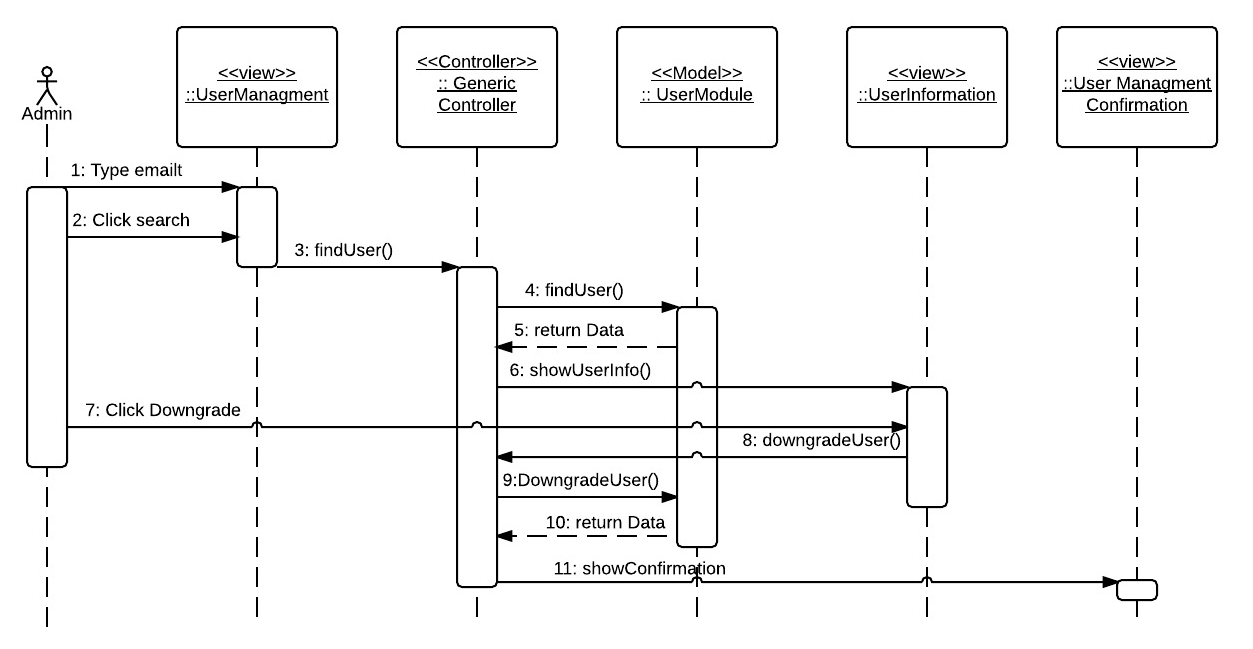 Admin
<<view>>
::UserManagment
<<Controller>>
:: Generic
Controller
<<Model>>
:: UserModule
<<view>>
::UserInformation
<<view>>
::User Managment
Confirmation
1: Type emailt
2: Click search
3: findUser()
4: findUser()
5: return Data
6: showUserInfo()
7: Click Downgrade
8: downgradeUser()
9:DowngradeUser()
10: return Data
11: showConfirmation